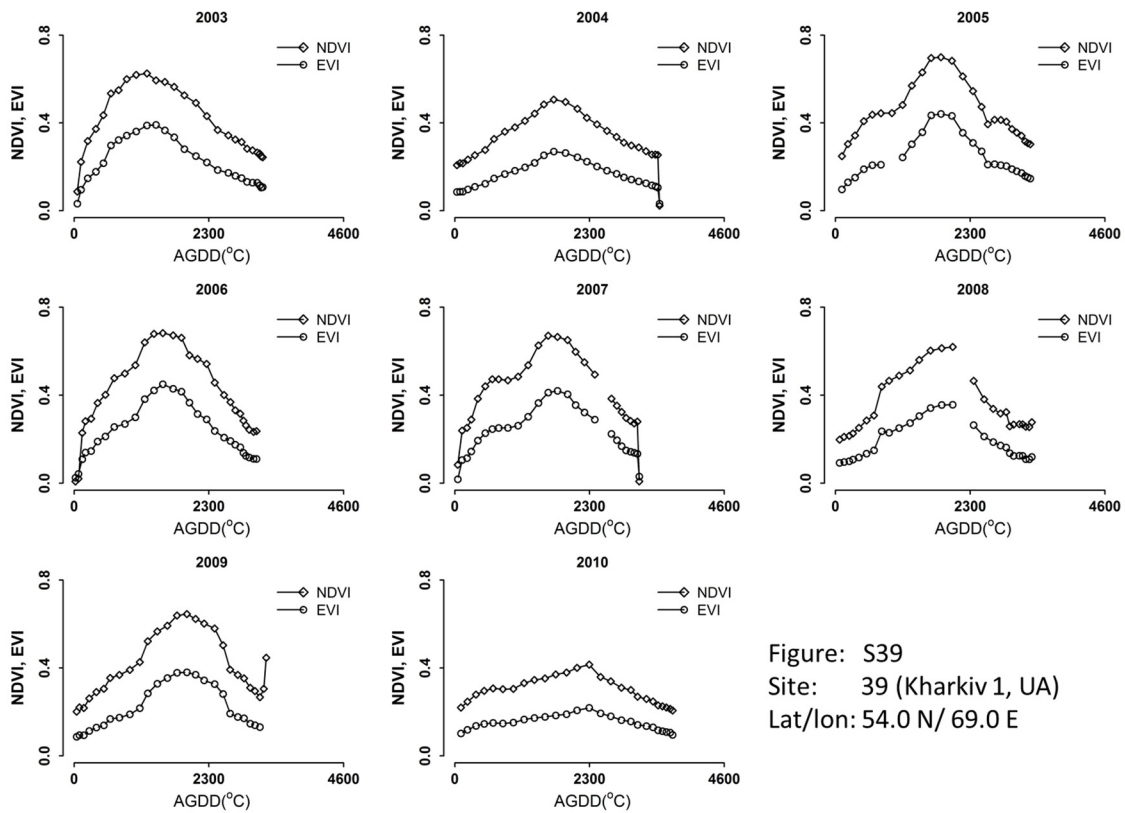 2003
NDVI, EVI
0.8
0.4
0.0
NDVI
EVI
0
2300
4600
AGDD(°C)
2004
NDVI, EVI
0.8
0.4
0.0
NDVI
EVI
0
2300
4600
AGDD(°C)
2005
NDVI, EVI
0.8
0.4
0.0
NDVI
EVI
0
2300
4600
AGDD(°C)
2006
NDVI, EVI
0.8
0.4
0.0
NDVI
EVI
0
2300
4600
AGDD(°C)
2007
NDVI, EVI
0.8
0.4
0.0
NDVI
EVI
0
2300
4600
AGDD(°C)
2008
NDVI, EVI
0.8
0.4
0.0
NDVI
EVI
0
2300
4600
AGDD(°C)
2009
NDVI, EVI
0.8
0.4
0.0
NDVI
EVI
0
2300
4600
AGDD(°C)
2010
NDVI, EVI
0.8
0.4
0.0
NDVI
EVI
0
2300
4600
AGDD(°C)
Figure: S39
Site: 39 (Kharkiv 1, UA)
Lat/lon: 54.0 N/ 69.0 E